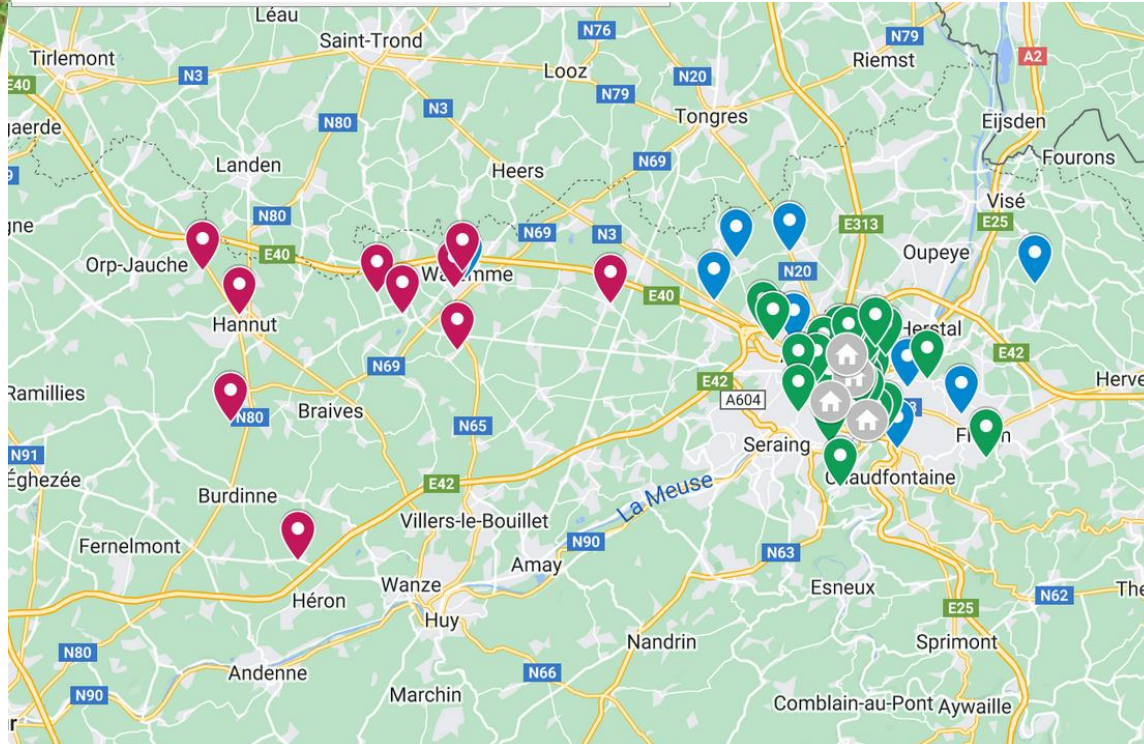 Léau
N76
N79
Saint-Trond
Tirlemont
Riemst
A2
Looz
N3
N20
E40
N79
N3
Tongres
N80
Eijsden
Landen
Fourons
N69
Heers
Visé
N80
E313
E25
N69
N3
E40
Oupeye
Orp-Jauche
N20
E40
Hannut
Herstal
E42
N69
E42
Herve
Ramillies
A604
Braives
N80
N65
Seraing
N91
Éghezée
E42
La Meuse
Burdinne
Villers-le-Bouillet
N90
Fernelmont
N63
Amay
Wanze
Esneux
Héron
N62
E25
Huy
N80
Nandrin
Sprimont
Andenne
N66
N90
Marchin
Comblain-au-Pont
Aywaille